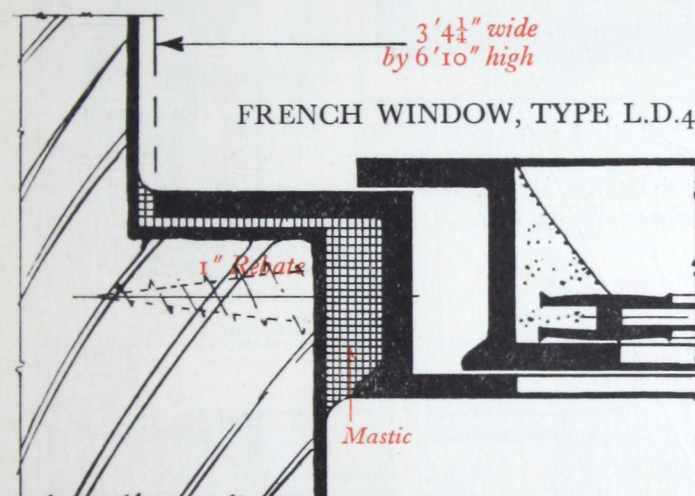 3'4¼" wide
by 6'10" high
FRENCH WINDOW, TYPE L.D.4
1" Rebate
Mastic